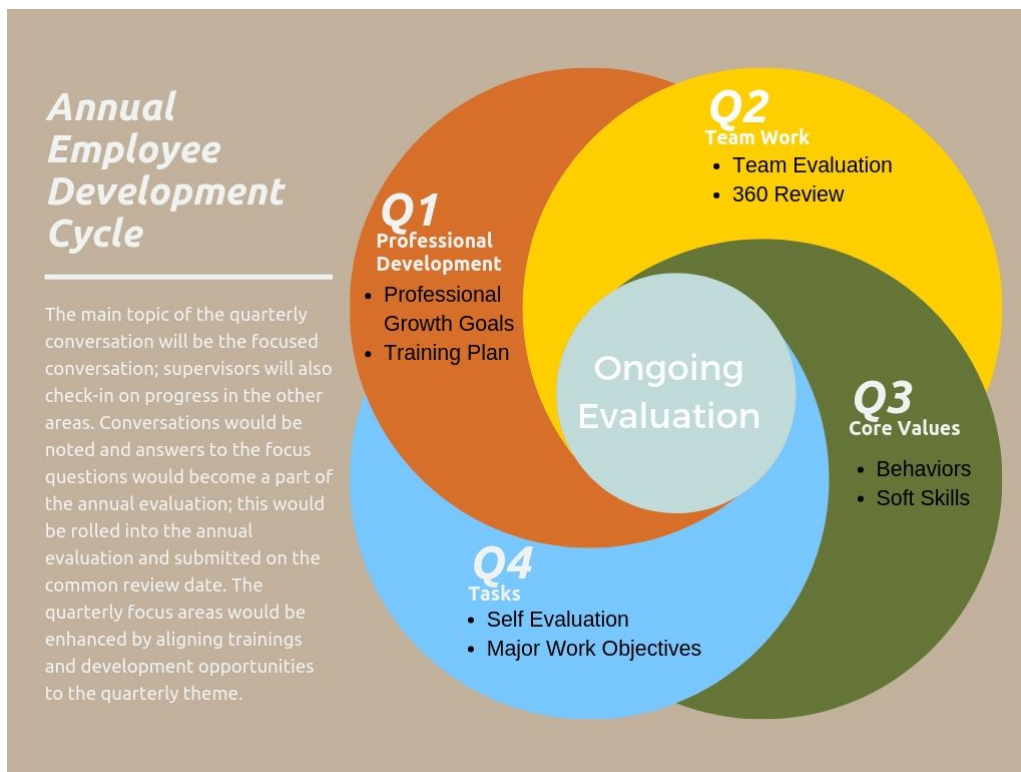 Annual
Employee
Development
Cycle
The main topic of the quarterly
conversation will be the focused
conversation; supervisors will also
check-in on progress in the other
areas. Conversations would be
noted and answers to the focus
questions would become a part of
the annual evaluation; this would
be rolled into the annual
evaluation and submitted on the
common review date. The
quarterly focus areas would be
enhanced by aligning trainings
and development opportunities
to the quarterly theme.
Q1
Professional
Development
• Professional
Growth Goals
• Training Plan
Q2
Team Work
• Team Evaluation
• 360 Review
Q3
Core Values
• Behaviors
• Soft Skills
Q4
Tasks
• Self Evaluation
• Major Work Objectives
Ongoing
Evaluation